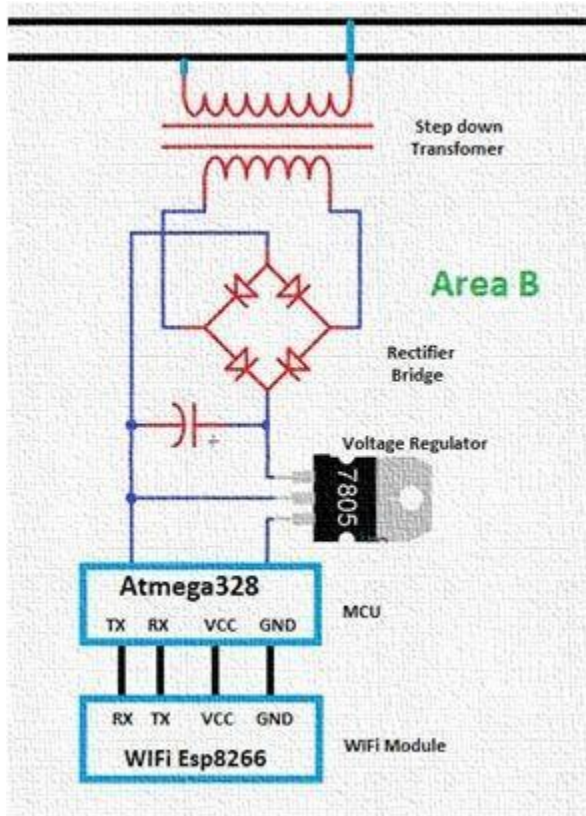 Step down
Transfomer
Area B
Rectifier
Bridge
+
Voltage Regulator
7805
Atmega328
TX RX VCC GND
MCU
RX TX VCC GND
WIFi Esp8266
WiFi Module